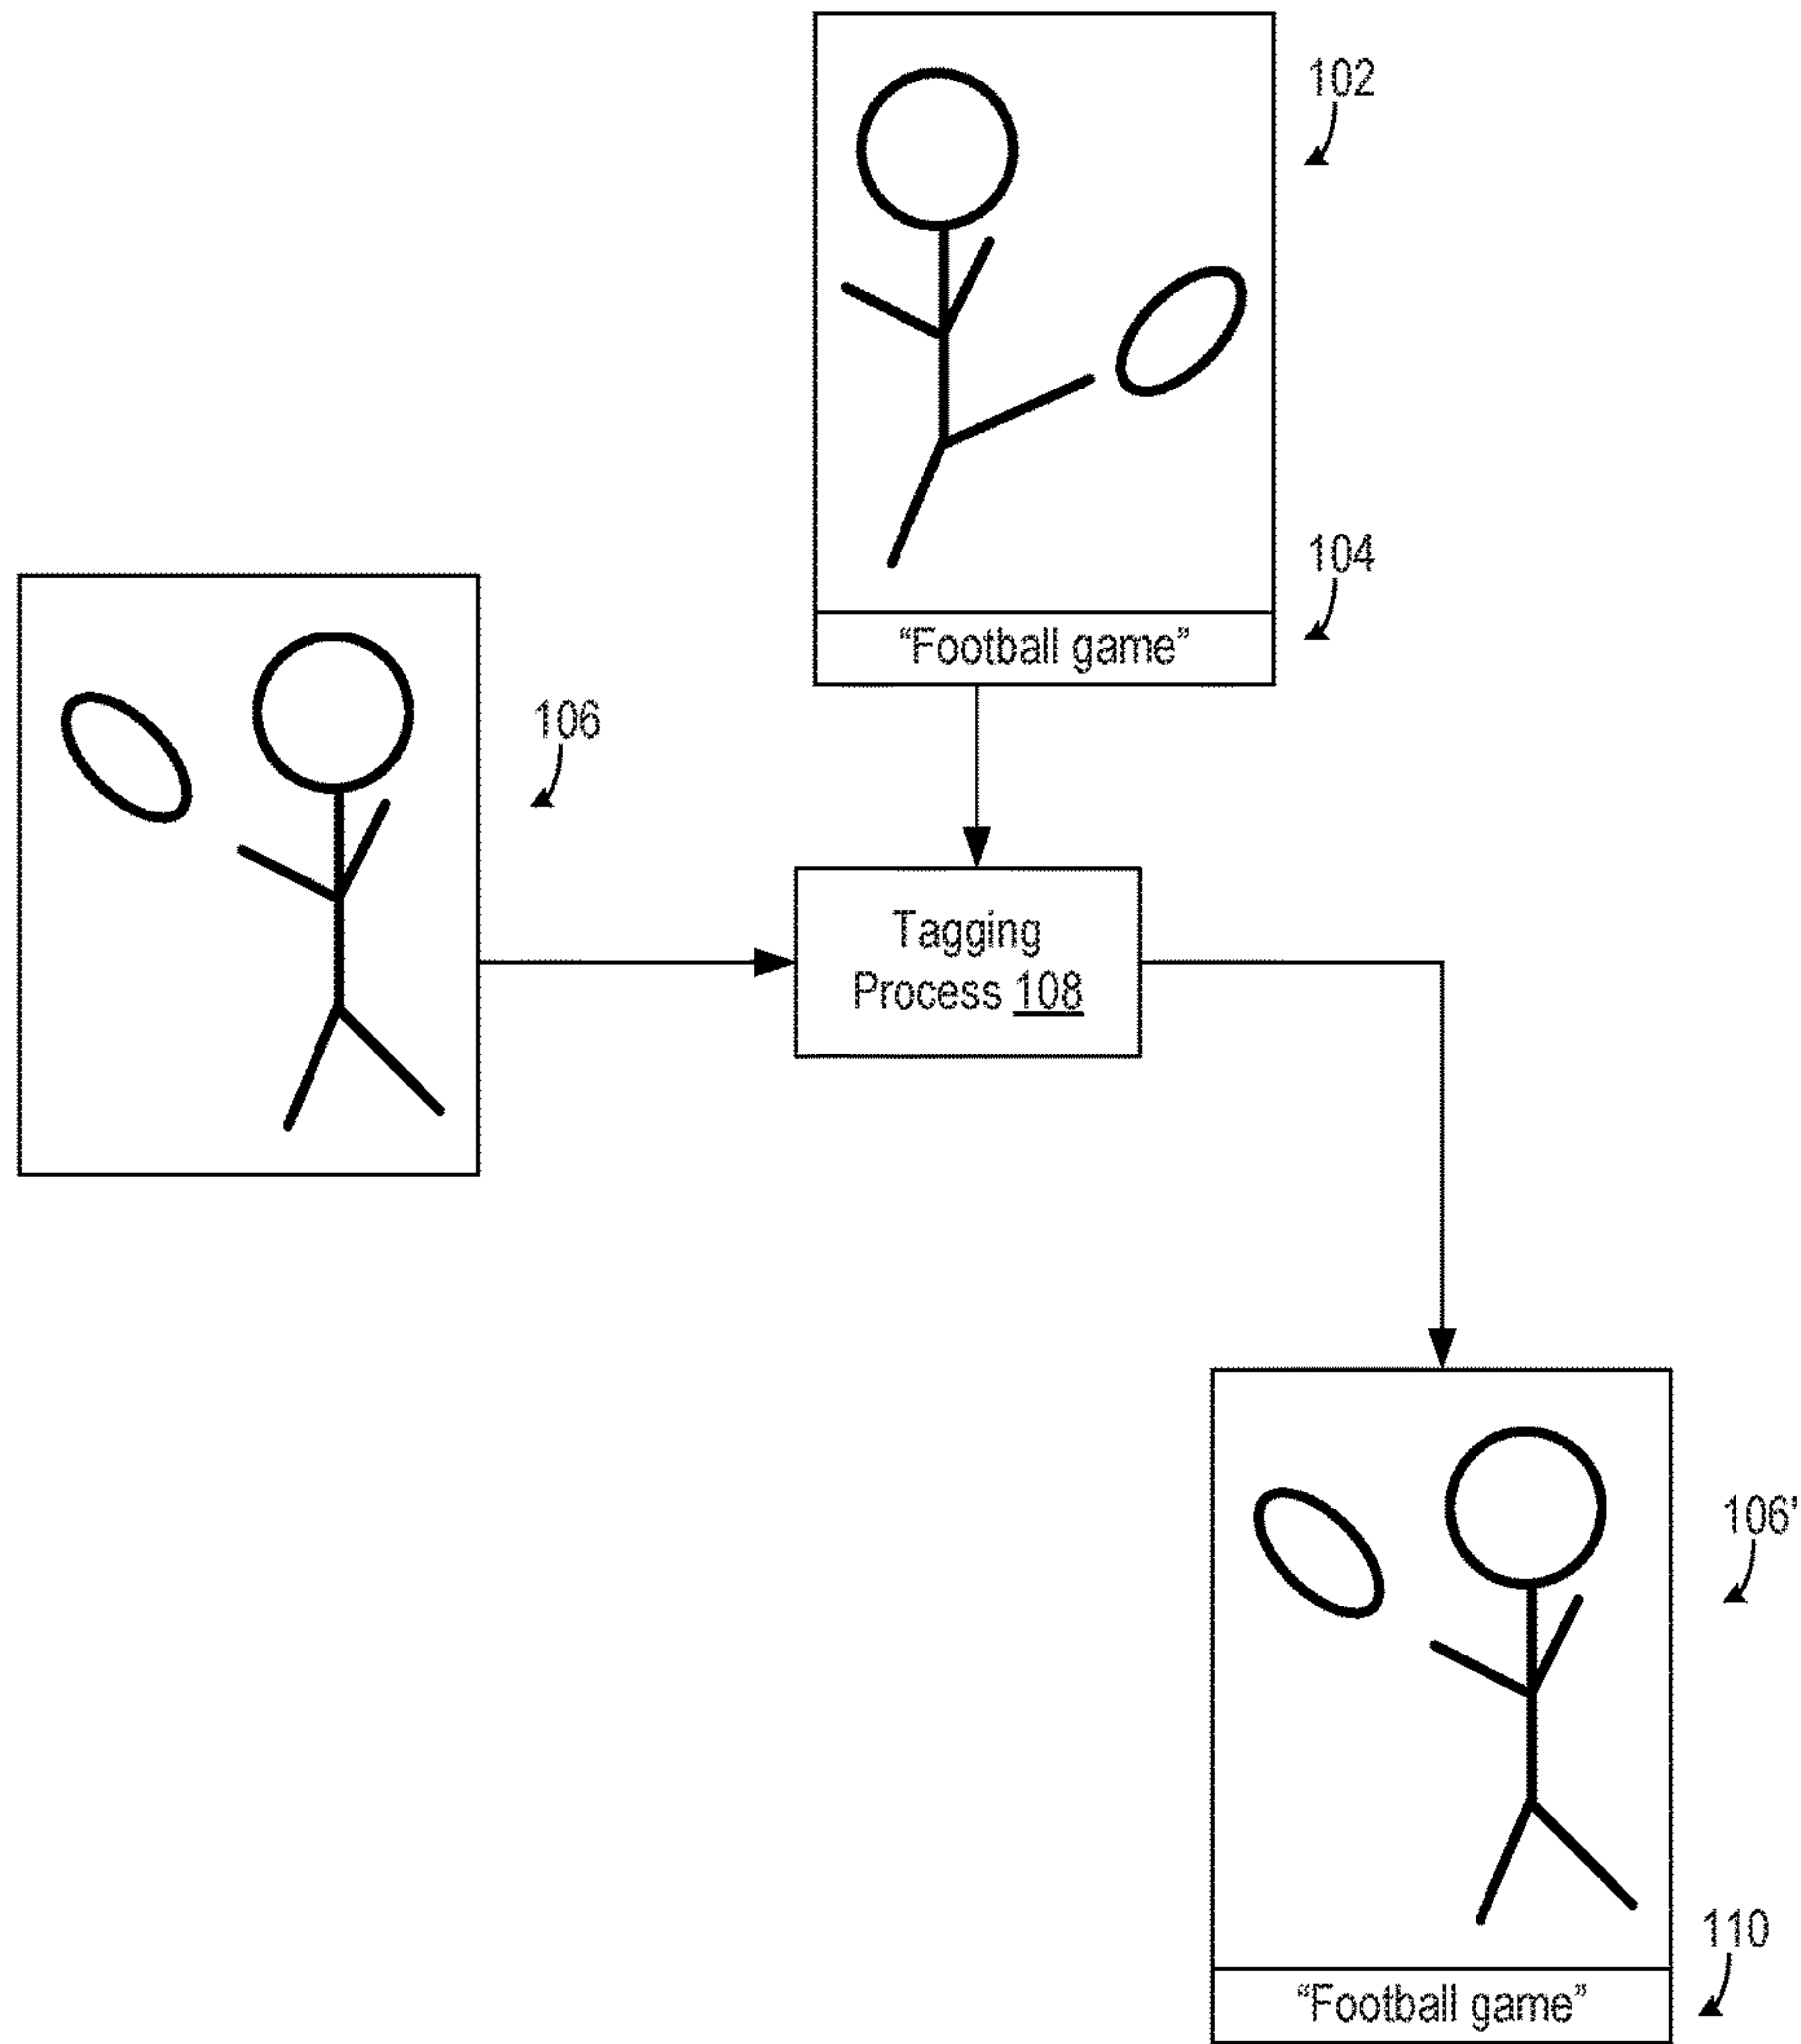 102
104
“Football game”
106
Tagging
Process 108
106'
110
“Football game”